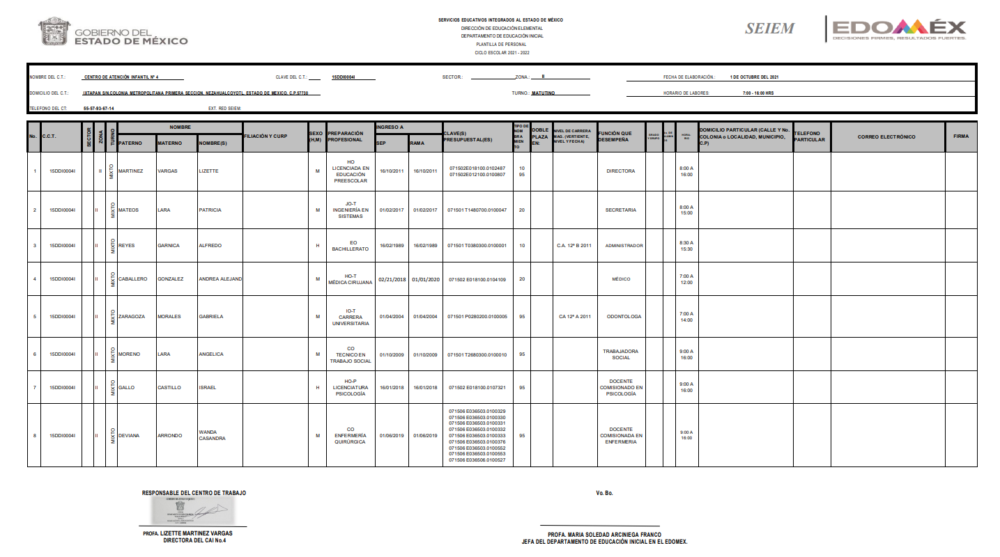 GOBIERNO DEL
ESTADO DE MÉXICO
SERVICIOS EDUCATIVOS INTEGRADOS AL ESTADO DE MÉXICO
DIRECCIÓN DE EDUCACIÓN ELEMENTAL
DEPARTAMENTO DE EDUCACIÓN INICIAL
PLANTILLA DE PERSONAL
CICLO ESCOLAR 2021 - 2022
SEIEM
EDOMÉX
DECISIONES FIRMES, RESULTADOS FUERTES.
NOMBRE DEL C.T.: CENTRO DE ATENCIÓN INFANTIL Nº 4 CLAVE DEL C.T.: 15DDI0004I SECTOR.: ZONA.: II FECHA DE ELABORACIÓN.: 1 DE OCTUBRE DEL 2021
DOMICILIO DEL C.T.: IXTAPAN S/N.COLONIA METROPOLITANA PRIMERA SECCION, NEZAHUALCOYOTL, ESTADO DE MEXICO, C.P.57730 TURNO.: MATUTINO HORARIO DE LABORES: 7:00 - 16:00 HRS
TELEFONO DEL CT: 55-57-93-67-14 EXT. RED SEIEM:
No. C.C.T. SECTOR ZONA TURNO NOMBRE PATERNO MATERNO NOMBRE(S) FILIACIÓN Y CURP SEXO (H,M) PREPARACIÓN PROFESIONAL INGRESO A SEP RAMA CLAVE(S) PRESUPUESTAL(ES) TIPO DE NOM BRA MIEN TO DOBLE PLAZA EN: NIVEL DE CARRERA MAG. (VERTIENTE, NIVEL Y FECHA) FUNCIÓN QUE DESEMPEÑA GRADO Y GRUPO HORA- RIO DOMICILIO PARTICULAR (CALLE Y No. COLONIA o LOCALIDAD, MUNICIPIO, C.P) TELEFONO PARTICULAR CORREO ELECTRÓNICO FIRMA
1 15DDI0004I II MIXTO MARTINEZ VARGAS LIZETTE M HO LICENCIADA EN EDUCACIÓN PREESCOLAR 16/10/2011 16/10/2011 071502E018100.0102487 071502E012100.0100807 10 95 DIRECTORA 8:00 A 16:00
2 15DDI0004I II MIXTO MATEOS LARA PATRICIA M JO-T INGENIERÍA EN SISTEMAS 01/02/2017 01/02/2017 071501 T1480700.0100047 20 SECRETARIA 8:00 A 15:00
3 15DDI0004I II MIXTO REYES GARNICA ALFREDO H EO BACHILLERATO 16/02/1989 16/02/1989 071501 T0380300.0100001 10 C.A. 12º B 2011 ADMINISTRADOR 8:30 A 15:30
4 15DDI0004I II MIXTO CABALLERO GONZALEZ ANDREA ALEJAND M HO-T MÉDICA CIRUJANA 02/21/2018 01/01/2020 071502 E018100.0104109 20 MÉDICO 7:00 A 12:00
5 15DDI0004I II MIXTO ZARAGOZA MORALES GABRIELA M IO-T CARRERA UNIVERSITARIA 01/04/2004 01/04/2004 071501 P0280200.0100005 95 CA 12º A 2011 ODONTOLOGA 7:00 A 14:00
6 15DDI0004I II MIXTO MORENO LARA ANGELICA M CO TECNICO EN TRABAJO SOCIAL 01/10/2009 01/10/2009 071501 T2680300.0100010 95 TRABAJADORA SOCIAL 9:00 A 16:00
7 15DDI0004I II MIXTO GALLO CASTILLO ISRAEL H HO-P LICENCIATURA PSICOLOGÍA 16/01/2018 16/01/2018 071502 E018100.0107321 95 DOCENTE COMISIONADO EN PSICOLOGÍA 9:00 A 16:00
8 15DDI0004I II MIXTO DEVIANA ARRONDO WANDA CASANDRA M CO ENFERMERÍA QUIRÚRGICA 01/06/2019 01/06/2019 071506 E036503.0100329 071506 E036503.0100330 071506 E036503.0100331 071506 E036503.0100332 071506 E036503.0100333 071506 E036503.0100376 071506 E036503.0100552 071506 E036503.0100553 071506 E036506.0100527 95 DOCENTE COMISIONADA EN ENFERMERIA 9:00 A 16:00
RESPONSABLE DEL CENTRO DE TRABAJO Vo. Bo.
PROFA. LIZETTE MARTINEZ VARGAS
DIRECTORA DEL CAI No.4
PROFA. MARIA SOLEDAD ARCINIEGA FRANCO
JEFA DEL DEPARTAMENTO DE EDUCACIÓN INICIAL EN EL EDOMEX.